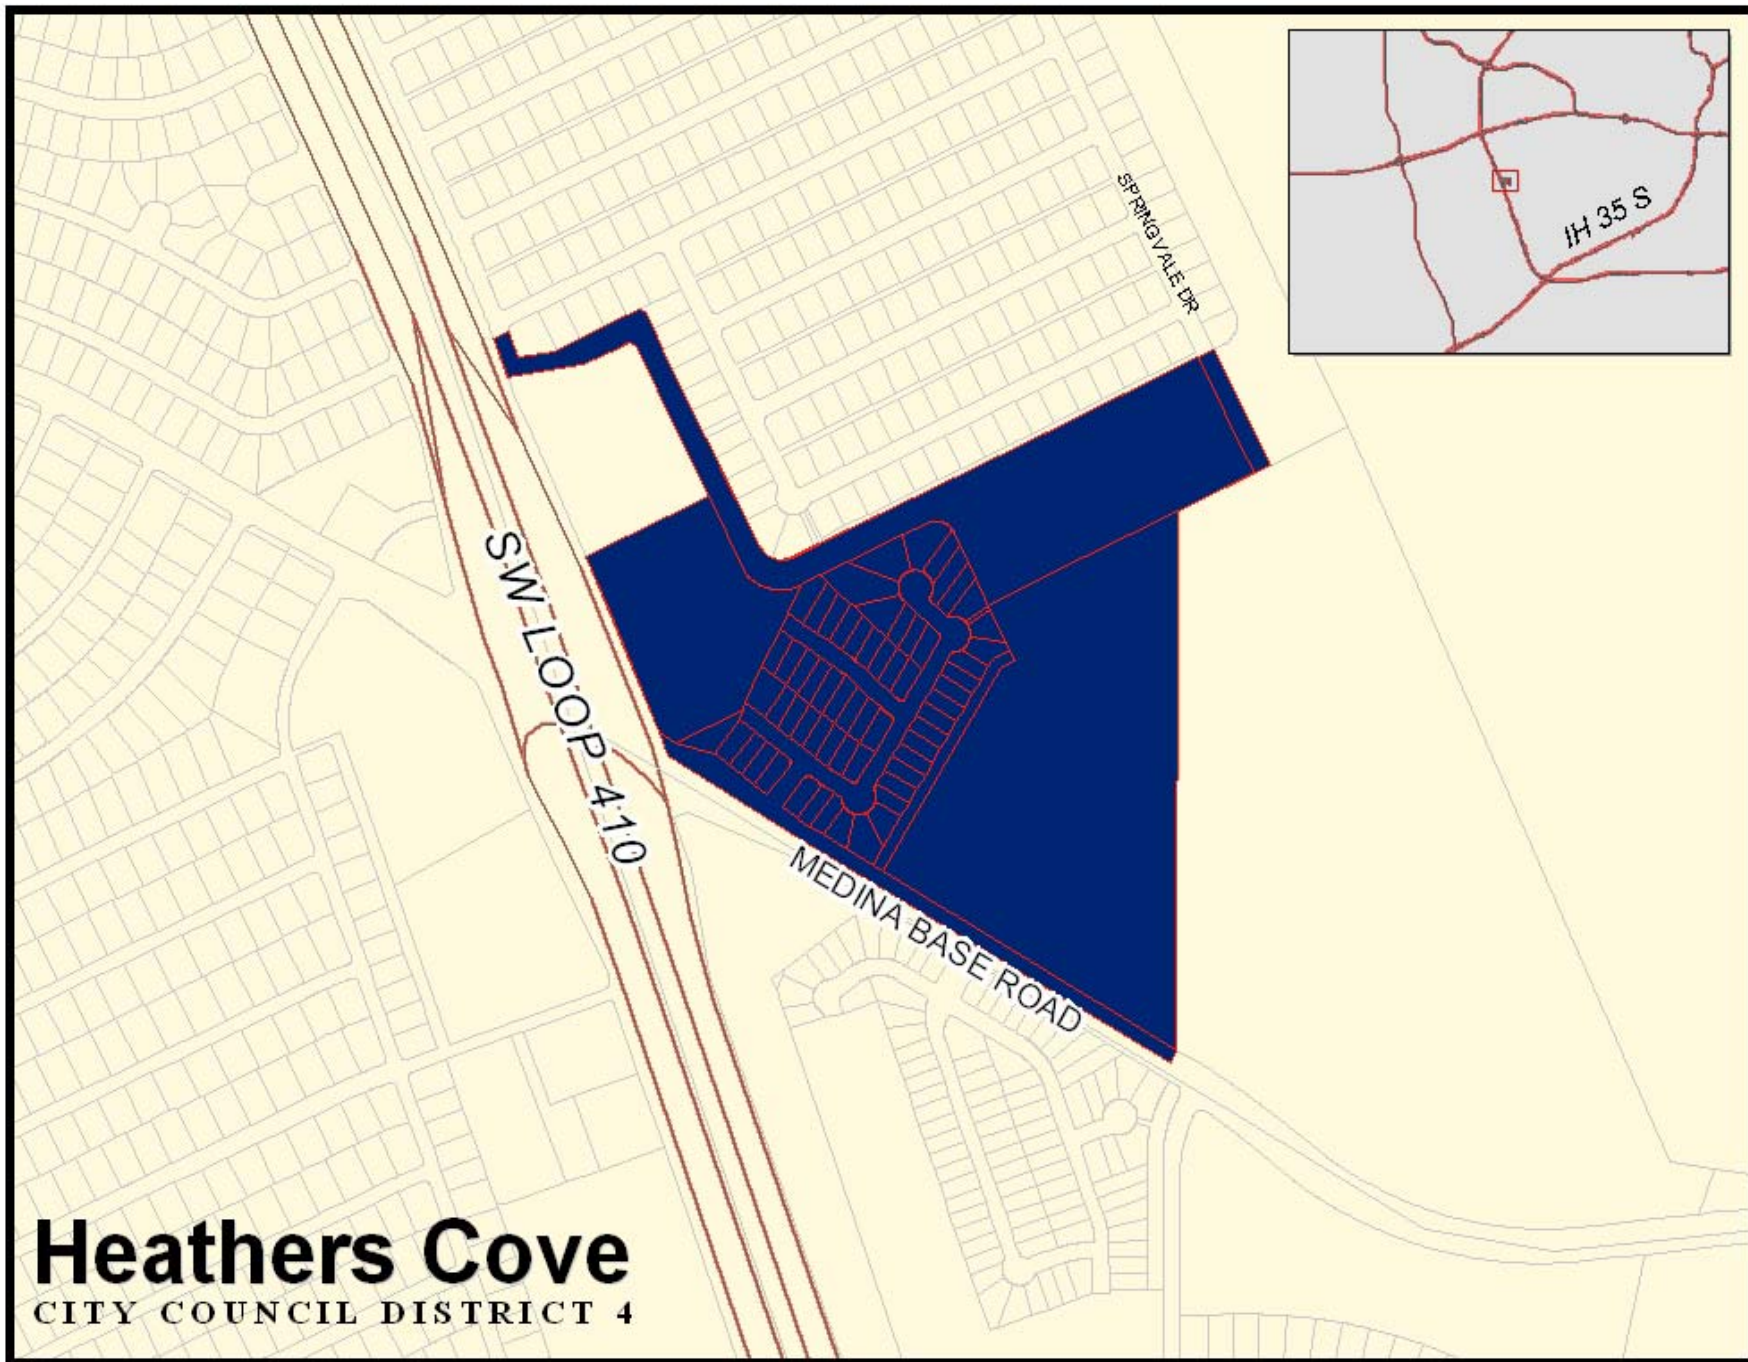 SPRINGVALE DR
IH 35 S
SW LOOP 410
MEDINA BASE ROAD
Heathers Cove
CITY COUNCIL DISTRICT 4